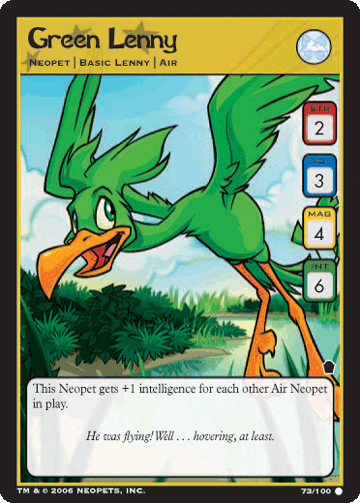 Green Lenny
NEOPET | BASIC LENNY | AIR
STR
2
AGI
3
MAG
4
INT
6
This Neopet gets +1 intelligence for each other Air Neopet
in play.
He was flying! Well . . . hovering, at least.
TM & © 2006 NEOPETS, INC.
73/100